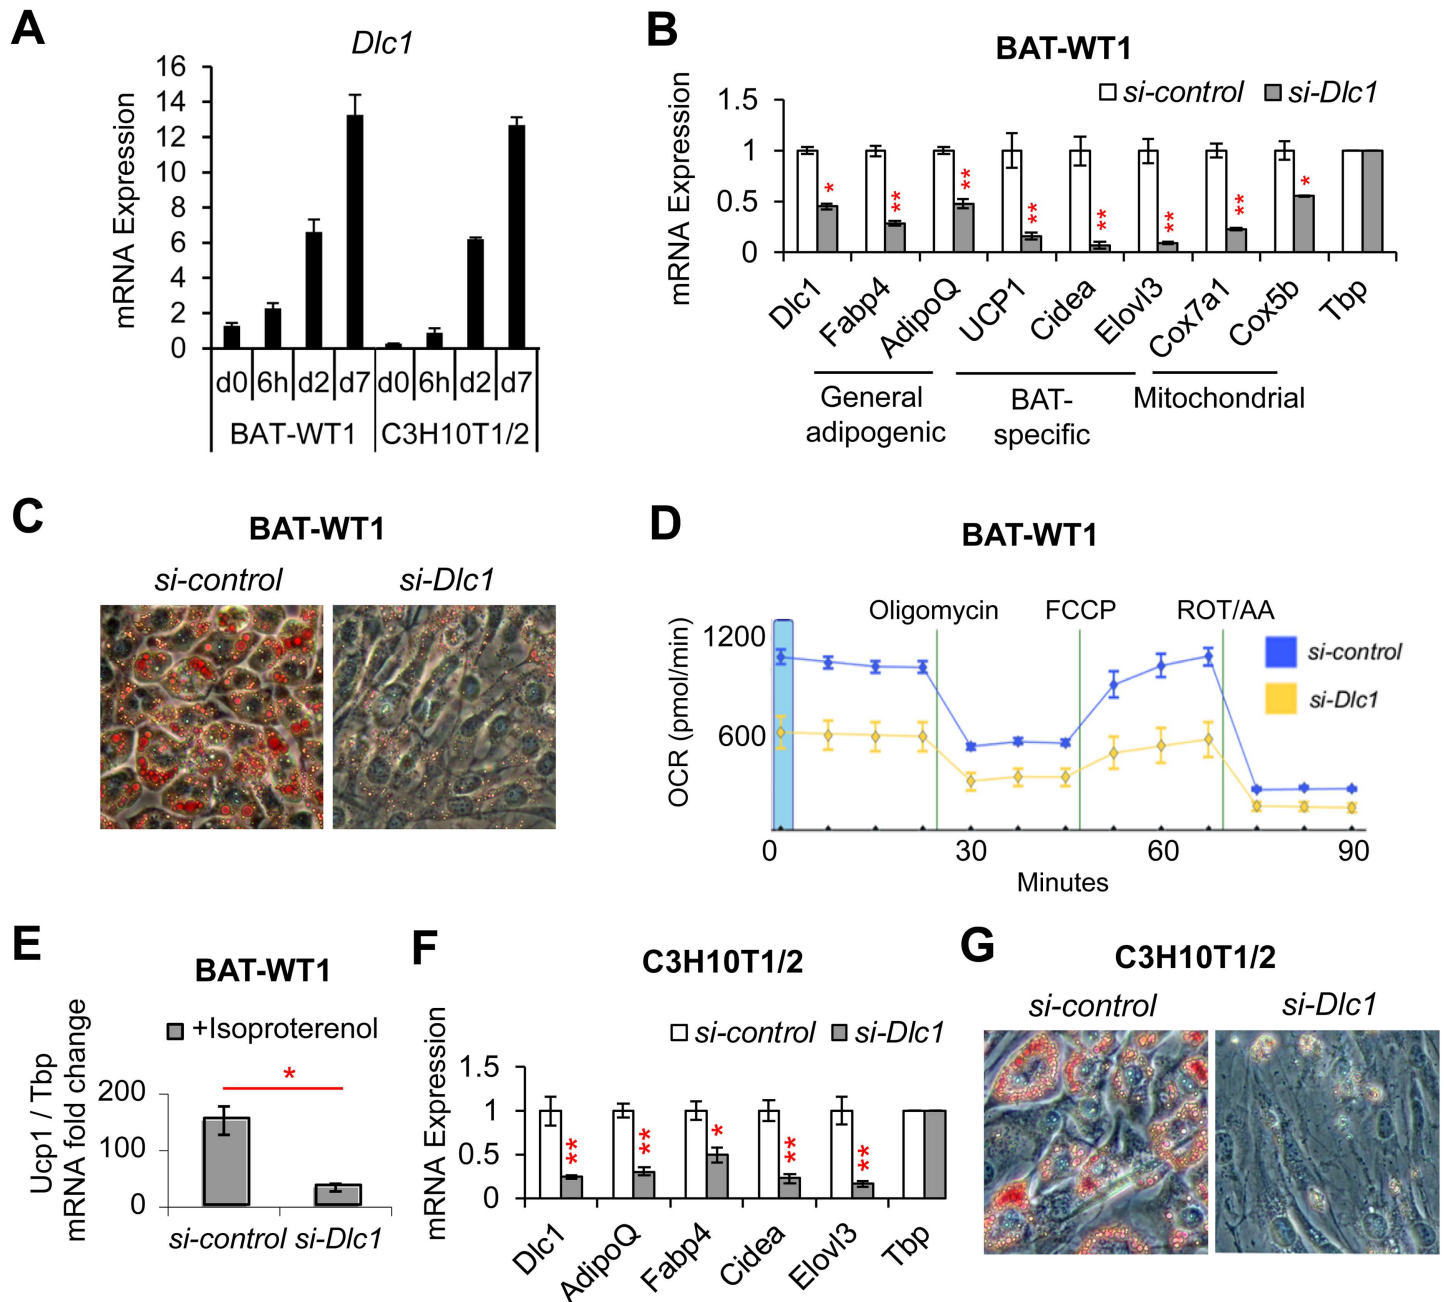 A
Dlc1
mRNA Expression
16
14
12
10
8
6
4
2
0
d0 6h d2 d7 d0 6h d2 d7
BAT-WT1 C3H10T1/2
B
BAT-WT1
si-control si-Dlc1
mRNA Expression
1.5
1
0.5
0
* ** ** ** ** ** ** *
Dlc1 Fabp4 AdipoQ UCP1 Cidea Elovl3 Cox7a1 Cox5b Tbp
General
adipogenic
BAT-
specific
Mitochondrial
C
BAT-WT1
si-control si-Dlc1
D
BAT-WT1
Oligomycin FCCP ROT/AA
OCR (pmol/min)
1200
600
si-control
si-Dlc1
0 30 60 90
Minutes
E
BAT-WT1
+Isoproterenol
Ucp1 / Tbp
mRNA fold change
200
100
0
*
si-control si-Dlc1
F
C3H10T1/2
si-control si-Dlc1
mRNA Expression
1.5
1
0.5
0
** ** * ** **
Dlc1 AdipoQ Fabp4 Cidea Elovl3 Tbp
G
C3H10T1/2
si-control si-Dlc1